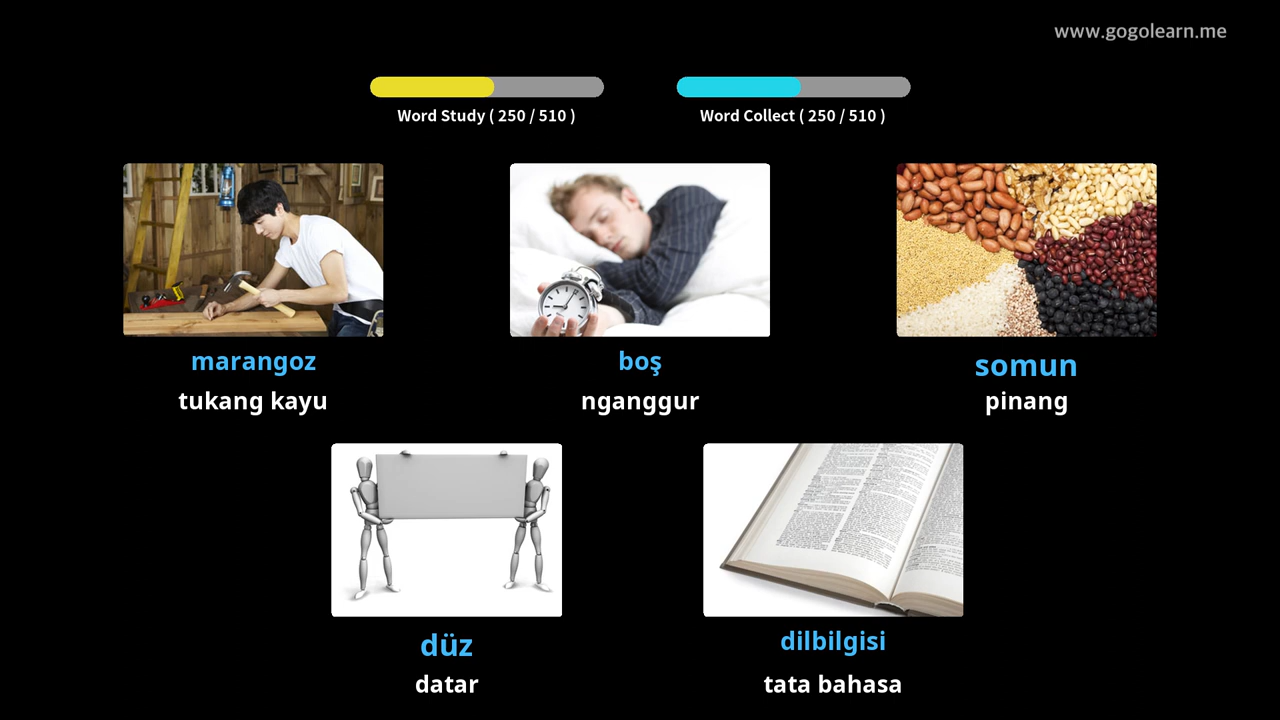 www.gogolearn.me
Word Study ( 250 / 510 )
Word Collect ( 250 / 510 )
marangoz
tukang kayu
boş
nganggur
somun
pinang
düz
datar
dilbilgisi
tata bahasa